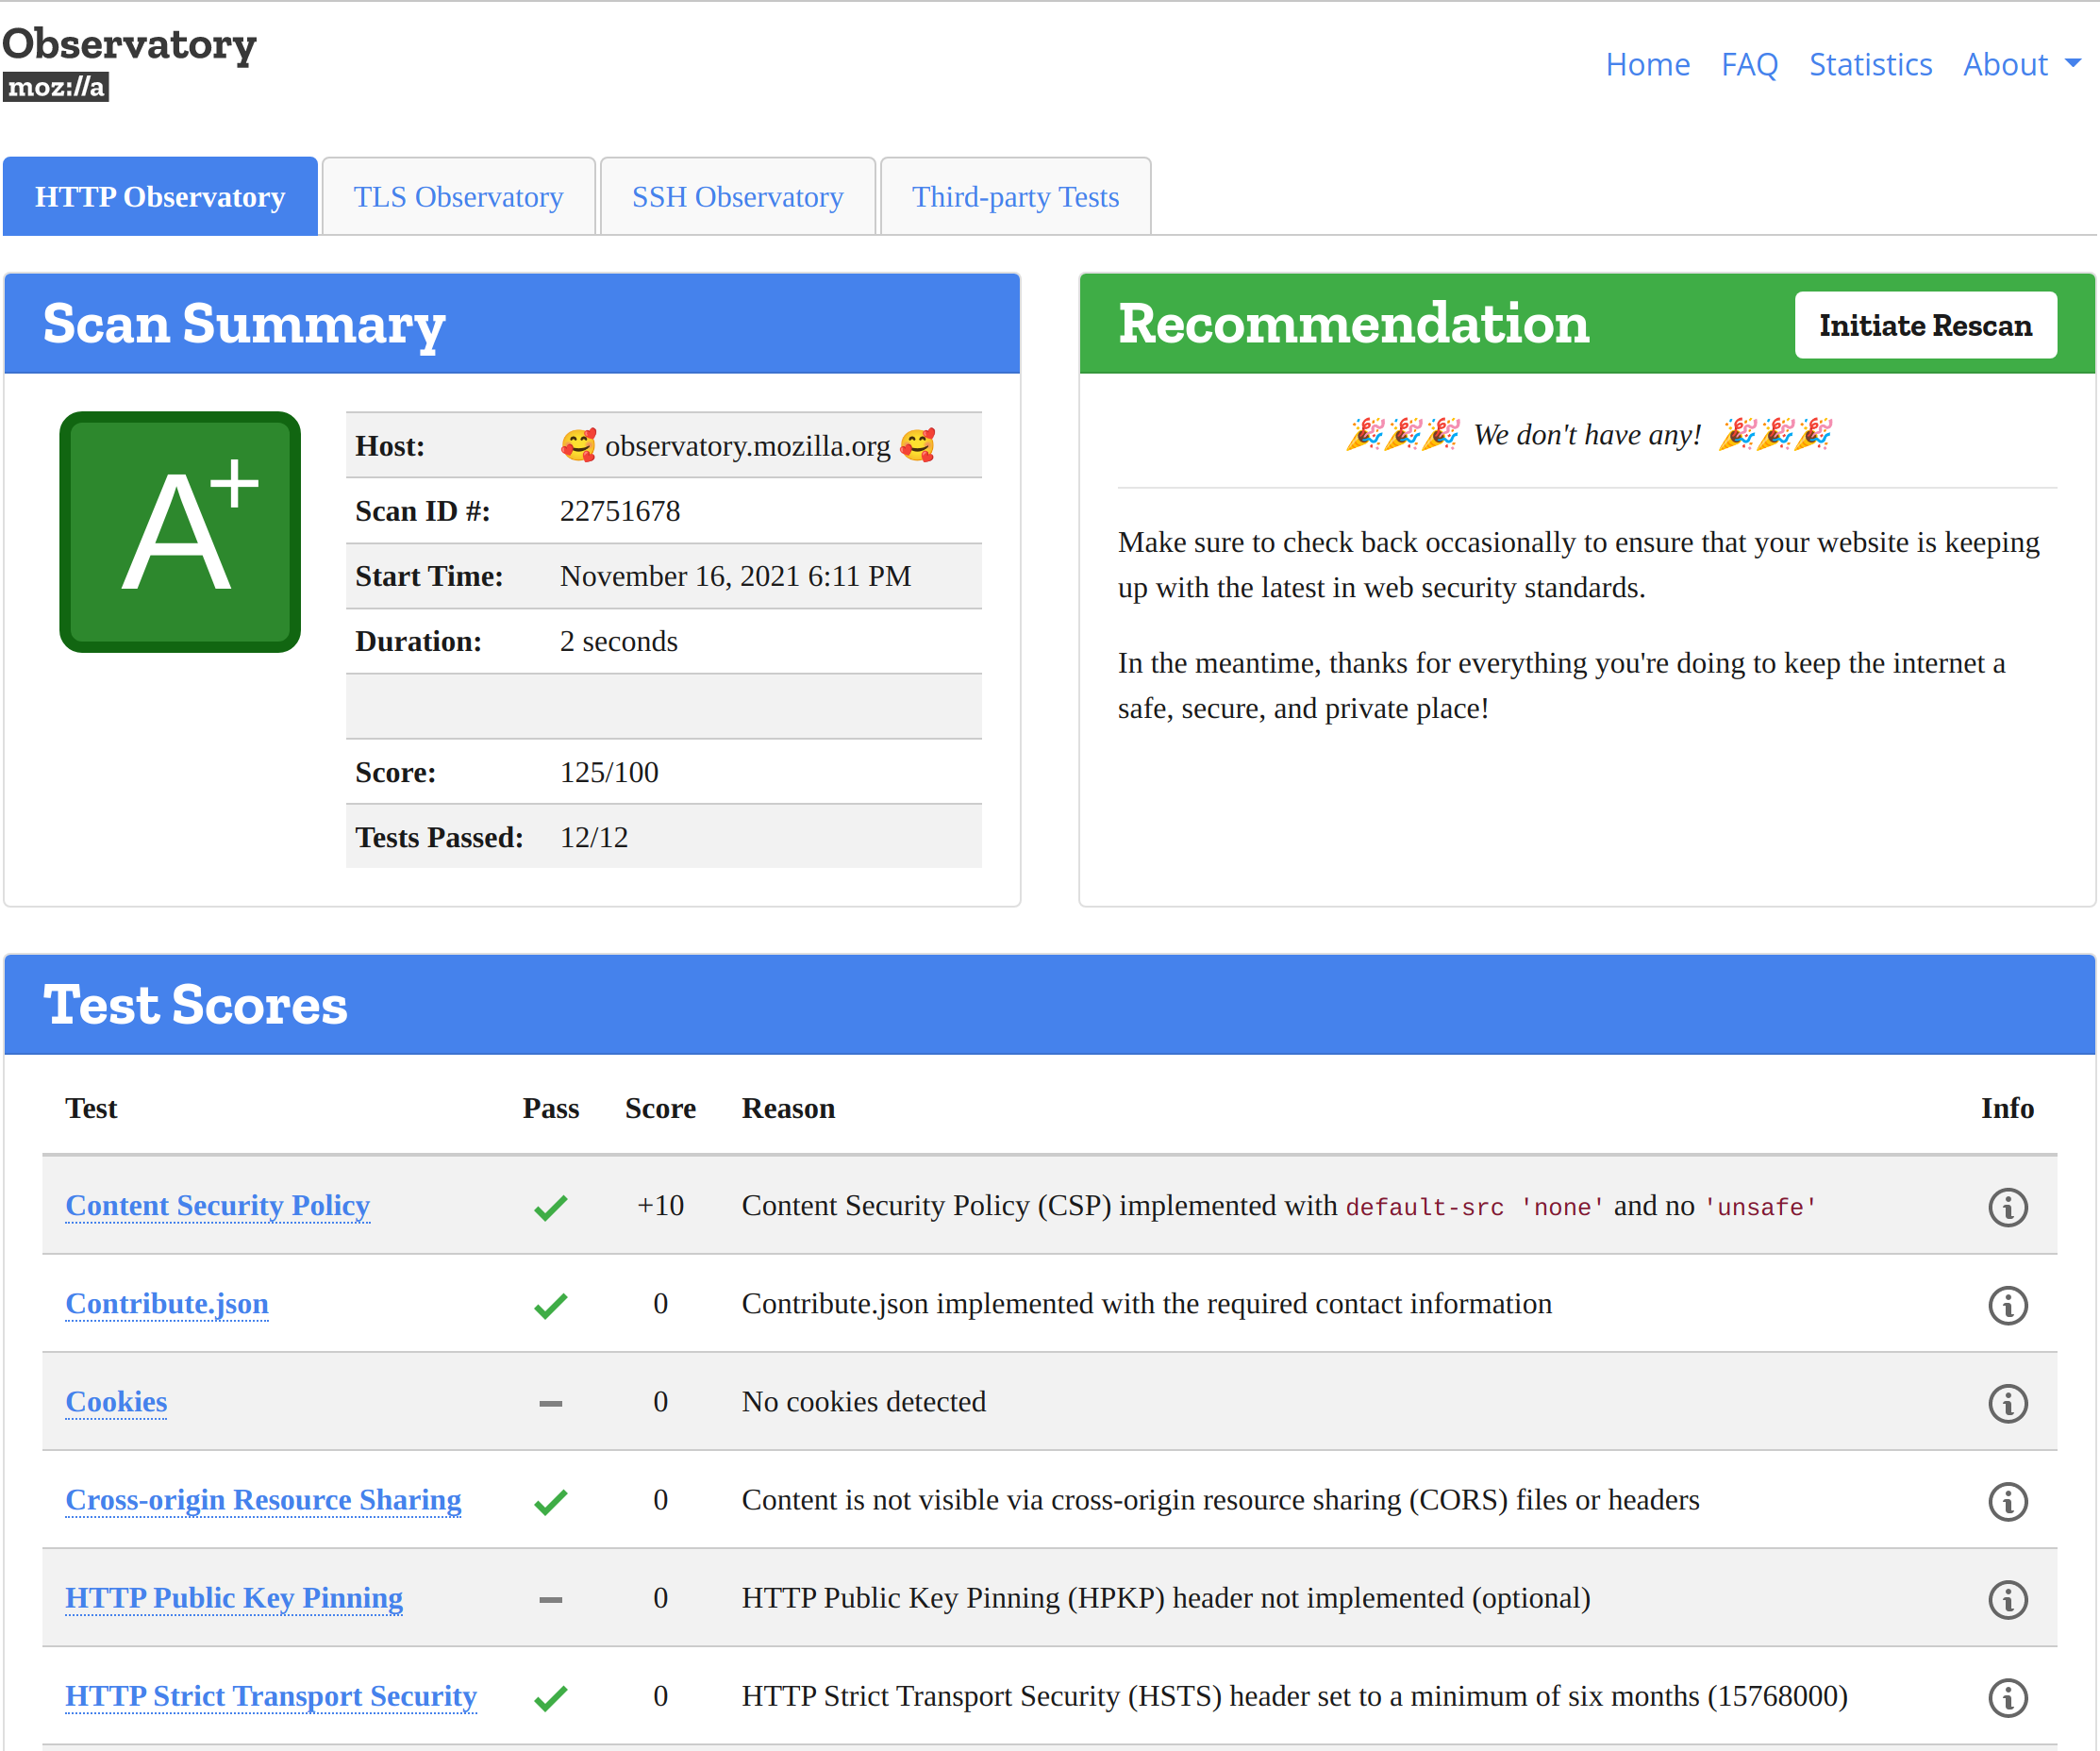 Observatory
moz://a
Home FAQ Statistics About
HTTP Observatory TLS Observatory SSH Observatory Third-party Tests
Scan Summary
A+
Host: 🥰 observatory.mozilla.org 🥰
Scan ID #: 22751678
Start Time: November 16, 2021 6:11 PM
Duration: 2 seconds
Score: 125/100
Tests Passed: 12/12
Recommendation
Initiate Rescan
🎉🎉🎉 We don't have any! 🎉🎉🎉
Make sure to check back occasionally to ensure that your website is keeping
up with the latest in web security standards.
In the meantime, thanks for everything you're doing to keep the internet a
safe, secure, and private place!
Test Scores
Test Pass Score Reason Info
Content Security Policy +10 Content Security Policy (CSP) implemented with default-src 'none' and no 'unsafe'
Contribute.json 0 Contribute.json implemented with the required contact information
Cookies – 0 No cookies detected
Cross-origin Resource Sharing 0 Content is not visible via cross-origin resource sharing (CORS) files or headers
HTTP Public Key Pinning – 0 HTTP Public Key Pinning (HPKP) header not implemented (optional)
HTTP Strict Transport Security 0 HTTP Strict Transport Security (HSTS) header set to a minimum of six months (15768000)